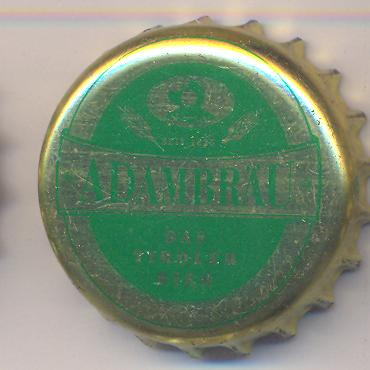 ADAMBRÄU
DAS
TIROLER
BIER